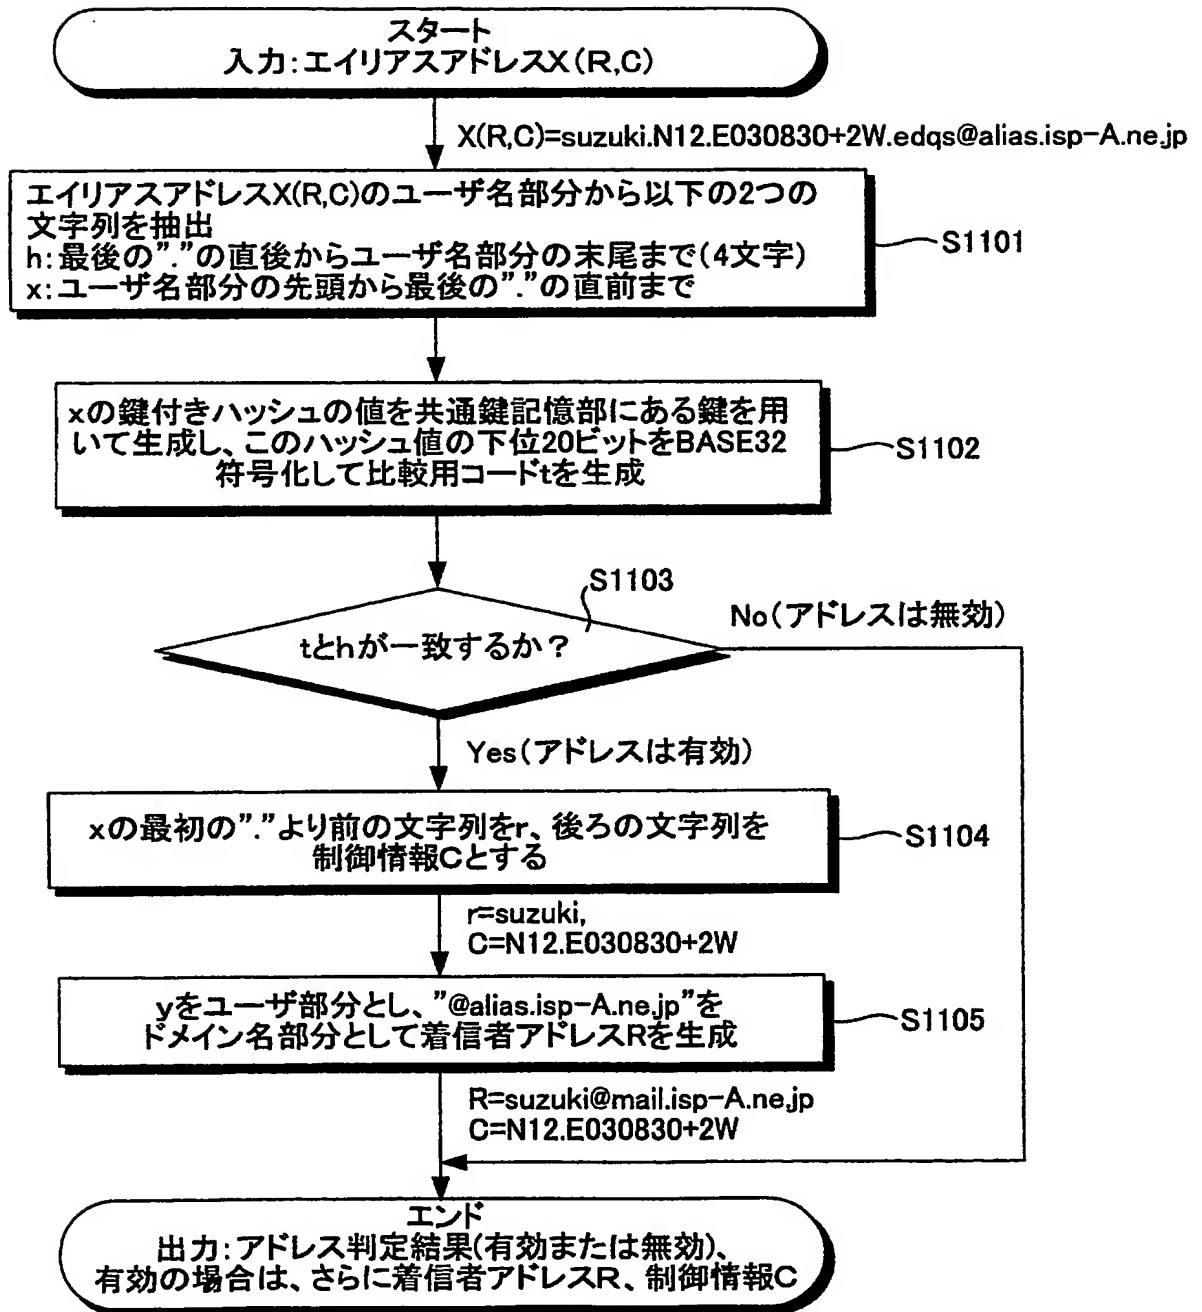 スタート
入力:エイリアスアドレスX(R,C)
X(R,C)=suzuki.N12.E030830+2W.edqs@alias.isp-A.ne.jp
エイリアスアドレスX(R,C)のユーザ名部分から以下の2つの
文字列を抽出
h:最後の”.”の直後からユーザ名部分の末尾まで(4文字)
x:ユーザ名部分の先頭から最後の”.”の直前まで
S1101
xの鍵付きハッシュの値を共通鍵記憶部にある鍵を用
いて生成し、このハッシュ値の下位20ビットをBASE32
符号化して比較用コードtを生成
S1102
S1103
tとhが一致するか?
No(アドレスは無効)
Yes(アドレスは有効)
xの最初の”.”より前の文字列をr、後ろの文字列を
制御情報Cとする
S1104
r=suzuki,
C=N12.E030830+2W
yをユーザ部分とし、”@alias.isp-A.ne.jp”を
ドメイン名部分として着信者アドレスRを生成
S1105
R=suzuki@mail.isp-A.ne.jp
C=N12.E030830+2W
エンド
出力:アドレス判定結果(有効または無効)、
有効の場合は、さらに着信者アドレスR、制御情報C